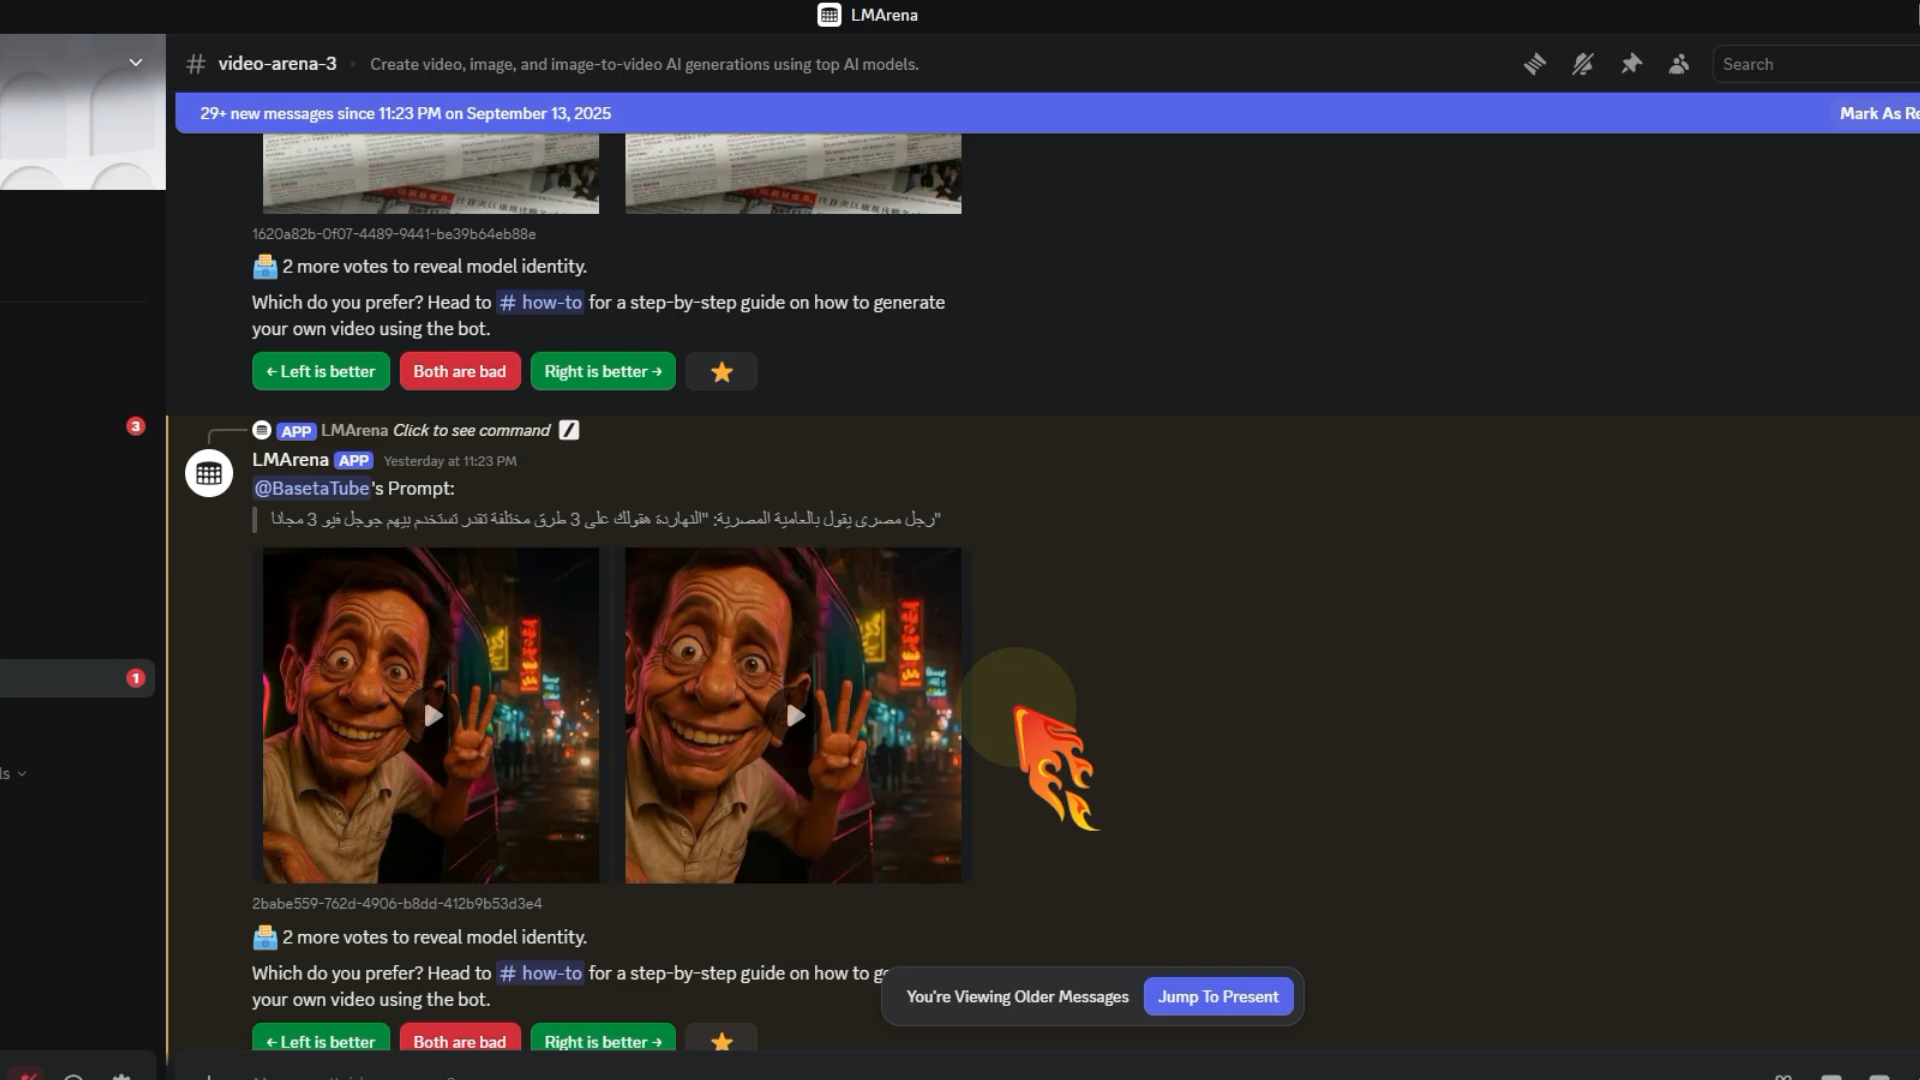 LMArena
# video-arena-3 • Create video, image, and image-to-video AI generations using top AI models.
Search
29+ new messages since 11:23 PM on September 13, 2025
Mark As Re
1620a82b-0f07-4489-9441-be39b64eb88e
2 more votes to reveal model identity.
Which do you prefer? Head to # how-to for a step-by-step guide on how to generate
your own video using the bot.
← Left is better
Both are bad
Right is better →
3
APP LMArena Click to see command
LMArena APP Yesterday at 11:23 PM
@BasetaTube's Prompt:
"رجل مصرى يقول بالعامية المصرية: "النهاردة هقولك على 3 طرق مختلفة تقدر تستخدم بيهم جوجل فيو 3 مجانا
1
ls
2babe559-762d-4906-b8dd-412b9b53d3e4
2 more votes to reveal model identity.
Which do you prefer? Head to # how-to for a step-by-step guide on how to ge
your own video using the bot.
You're Viewing Older Messages
Jump To Present
← Left is better
Both are bad
Right is better →